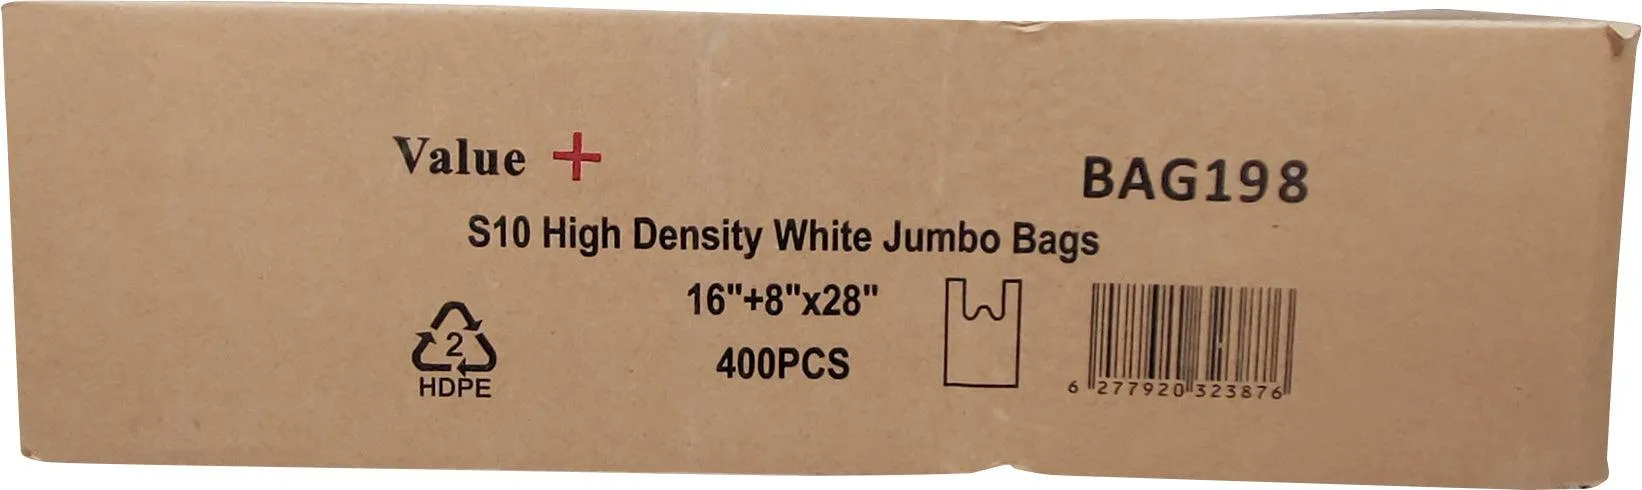 Value +
BAG198
S10 High Density White Jumbo Bags
16"+8"x28"
400PCS
2
HDPE
6 277920 323876